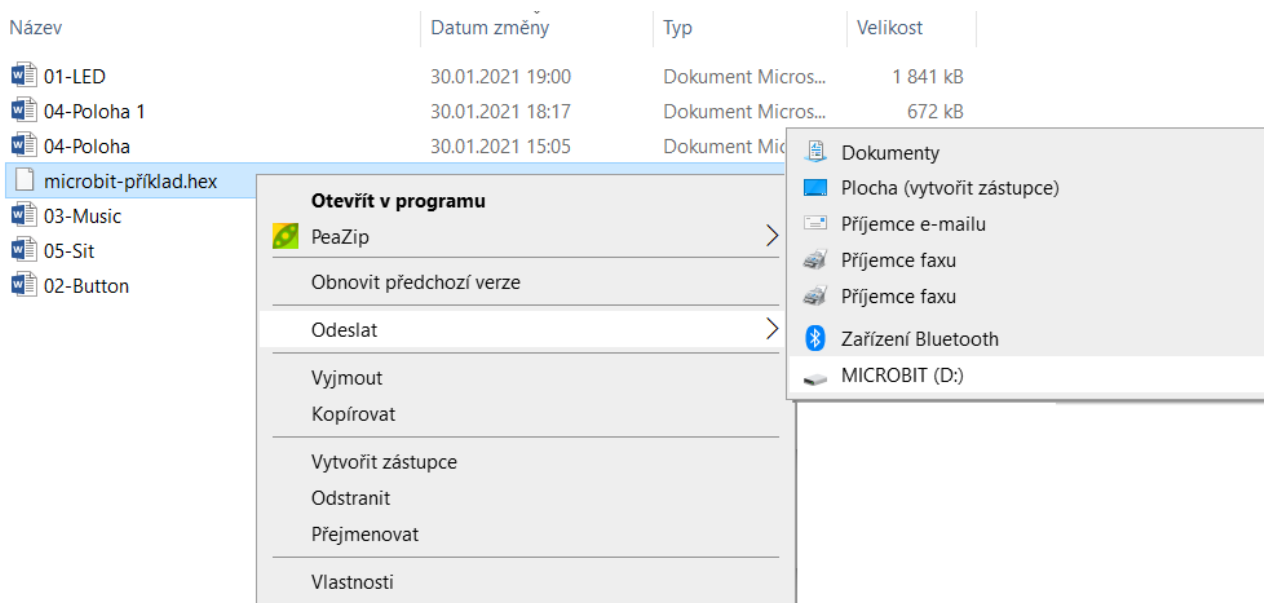 Název Datum změny Typ Velikost
01-LED 30.01.2021 19:00 Dokument Micros... 1 841 kB
04-Poloha 1 30.01.2021 18:17 Dokument Micros... 672 kB
04-Poloha 30.01.2021 15:05 Dokument Mic
microbit-příklad.hex
03-Music
05-Sit
02-Button
Otevřít v programu
PeaZip
Obnovit předchozí verze
Odeslat
Vyjmout
Kopírovat
Vytvořit zástupce
Odstranit
Přejmenovat
Vlastnosti
Dokumenty
Plocha (vytvořit zástupce)
Příjemce e-mailu
Příjemce faxu
Příjemce faxu
Zařízení Bluetooth
MICROBIT (D:)